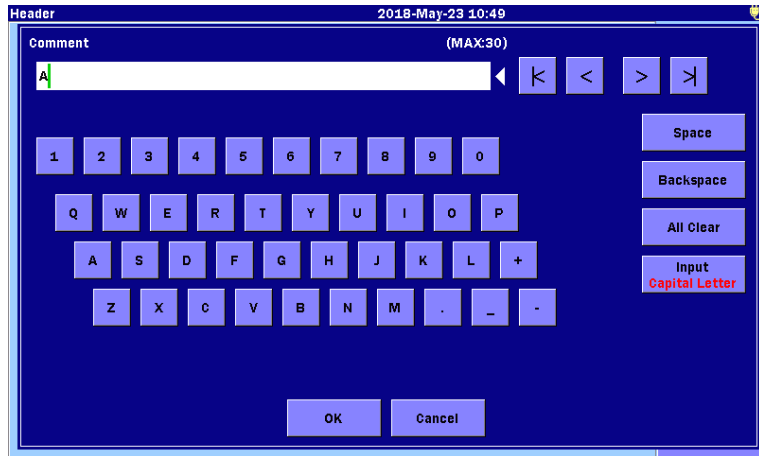 Header 2018-May-23 10:49
Comment (MAX:30)
A
|< < > >|
Space
1 2 3 4 5 6 7 8 9 0
Backspace
Q W E R T Y U I O P
All Clear
A S D F G H J K L +
Input
Capital Letter
Z X C V B N M . _ -
OK Cancel